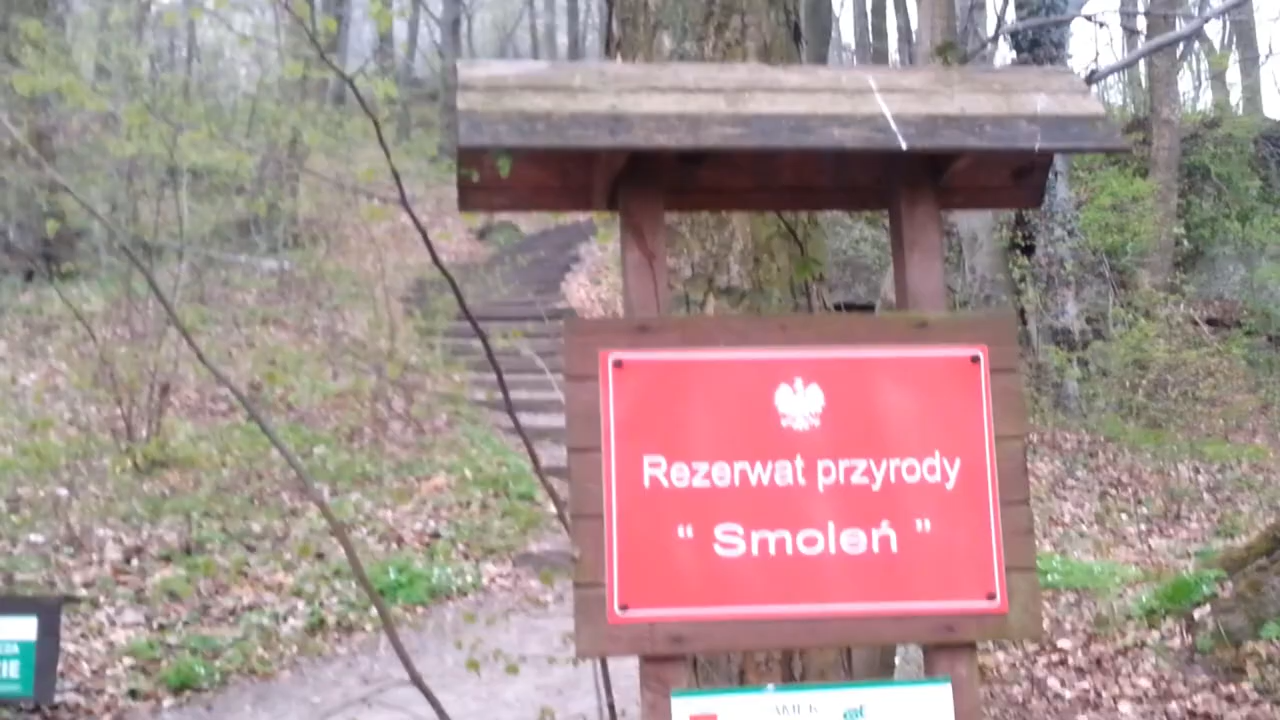 Rezerwat przyrody
“ Smoleń ”